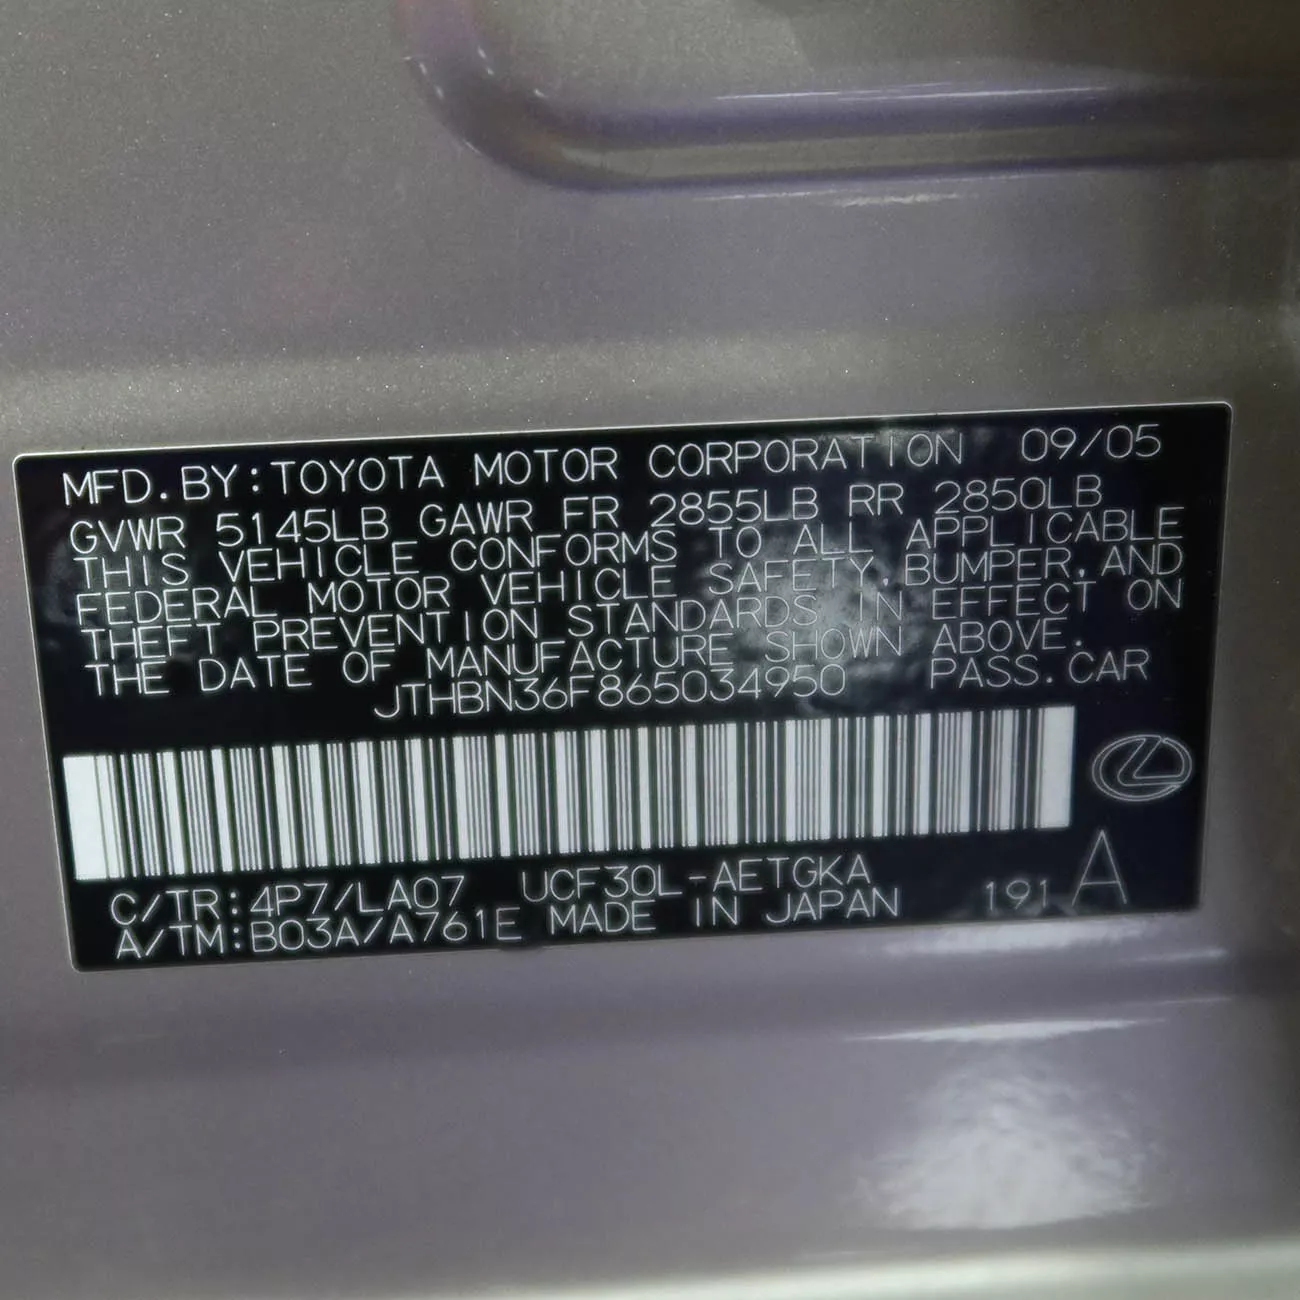 MFD. BY: TOYOTA MOTOR CORPORATION 09/05
GVWR 5145LB GAWR FR 2855LB RR 2850LB
THIS VEHICLE CONFORMS TO ALL APPLICABLE
FEDERAL MOTOR VEHICLE SAFETY, BUMPER, AND
THEFT PREVENTION STANDARDS IN EFFECT ON
THE DATE OF MANUFACTURE SHOWN ABOVE.
JTHBN36F865034950 PASS. CAR
C/TR: 4P7/LA07 UCF30L-AETGKA
A/TM: B03A/A761E MADE IN JAPAN 191 A